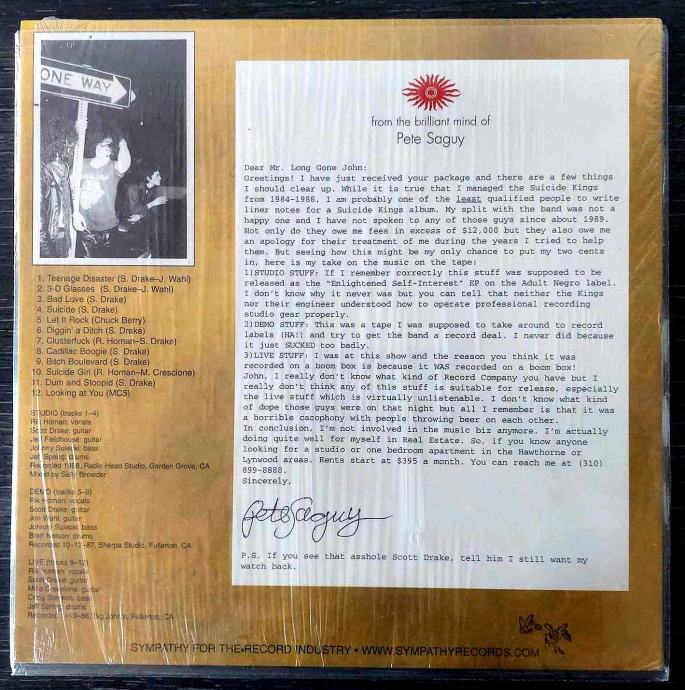 ONE WAY
1. Teenage Disaster (S. Drake–J. Wahl)
2. 3-D Glasses (S. Drake–J. Wahl)
3. Bad Love (S. Drake)
4. Suicide (S. Drake)
5. Let It Rock (Chuck Berry)
6. Diggin' a Ditch (S. Drake)
7. Clusterfuck (R. Homan–S. Drake)
8. Cadillac Boogie (S. Drake)
9. Bitch Boulevard (S. Drake)
10. Suicide Girl (R. Homan–M. Crescione)
11. Dum and Stoopid (S. Drake)
12. Looking at You (MC5)
STUDIO (tracks 1–4)
Rik Homan: vocals
Scott Drake: guitar
Jeff Fieldhouse: guitar
Johnny Sulecki: bass
Jeff Spring: drums
Recorded 1988, Radio Head Studio, Garden Grove, CA
Mixed by Sally Browder
DEMO (tracks 5–8)
Rik Homan: vocals
Scott Drake: guitar
Jon Wahl: guitar
Johnny Sulecki: bass
Brett Nelson: drums
Recorded 10–12–87, Sherpa Studio, Fullerton, CA
LIVE (tracks 9–12)
Rik Homan: vocals
Scott Drake: guitar
Mike Crescione: guitar
Craig bass
Jeff Spring: drums
Recorded Big John's, Fullerton, CA
from the brilliant mind of
Pete Saguy
Dear Mr. Long Gone John:
Greetings! I have just received your package and there are a few things
I should clear up. While it is true that I managed the Suicide Kings
from 1984-1988, I am probably one of the least qualified people to write
liner notes for a Suicide Kings album. My split with the band was not a
happy one and I have not spoken to any of those guys since about 1989.
Not only do they owe me fees in excess of $12,000 but they also owe me
an apology for their treatment of me during the years I tried to help
them. But seeing how this might be my only chance to put my two cents
in, here is my take on the music on the tape:
1)STUDIO STUFF: If I remember correctly this stuff was supposed to be
released as the "Enlightened Self-Interest" EP on the Adult Negro label.
I don't know why it never was but you can tell that neither the Kings
nor their engineer understood how to operate professional recording
studio gear properly.
2)DEMO STUFF: This was a tape I was supposed to take around to record
labels (HA!) and try to get the band a record deal. I never did because
it just SUCKED too badly.
3)LIVE STUFF: I was at this show and the reason you think it was
recorded on a boom box is because it WAS recorded on a boom box!
John, I really don't know what kind of Record Company you have but I
really don't think any of this stuff is suitable for release, especially
the live stuff which is virtually unlistenable. I don't know what kind
of dope those guys were on that night but all I remember is that it was
a horrible cacophony with people throwing beer on each other.
In conclusion, I'm not involved in the music biz anymore. I'm actually
doing quite well for myself in Real Estate. So, if you know anyone
looking for a studio or one bedroom apartment in the Hawthorne or
Lynwood areas. Rents start at $395 a month. You can reach me at (310)
899-8888.
Sincerely,
Pete Saguy
P.S. If you see that asshole Scott Drake, tell him I still want my
watch back.
SYMPATHY FOR THE RECORD INDUSTRY • WWW.SYMPATHYRECORDS.COM